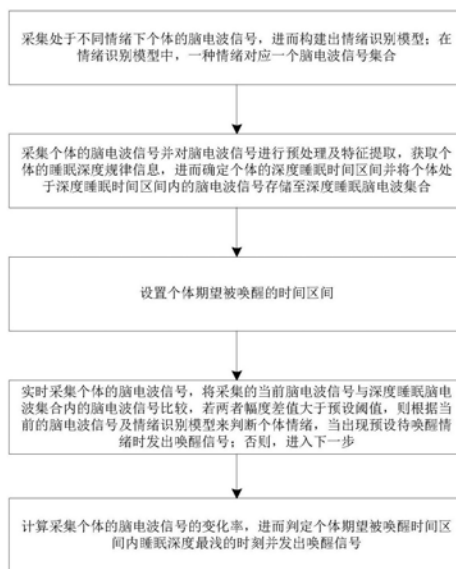 采集处于不同情绪下个体的脑电波信号，进而构建出情绪识别模型；在
情绪识别模型中，一种情绪对应一个脑电波信号集合
采集个体的脑电波信号并对脑电波信号进行预处理及特征提取，获取个
体的睡眠深度规律信息，进而确定个体的深度睡眠时间区间并将个体处
于深度睡眠时间区间内的脑电波信号存储至深度睡眠脑电波集合
设置个体期望被唤醒的时间区间
实时采集个体的脑电波信号，将采集的当前脑电波信号与深度睡眠脑电
波集合内的脑电波信号比较，若两者幅度差值大于预设阈值，则根据
当前的脑电波信号及情绪识别模型来判断个体情绪，当出现预设待唤醒情
绪时发出唤醒信号；否则，进入下一步
计算采集个体的脑电波信号的变化率，进而判定个体期望被唤醒时间区
间内睡眠深度最浅的时刻并发出唤醒信号